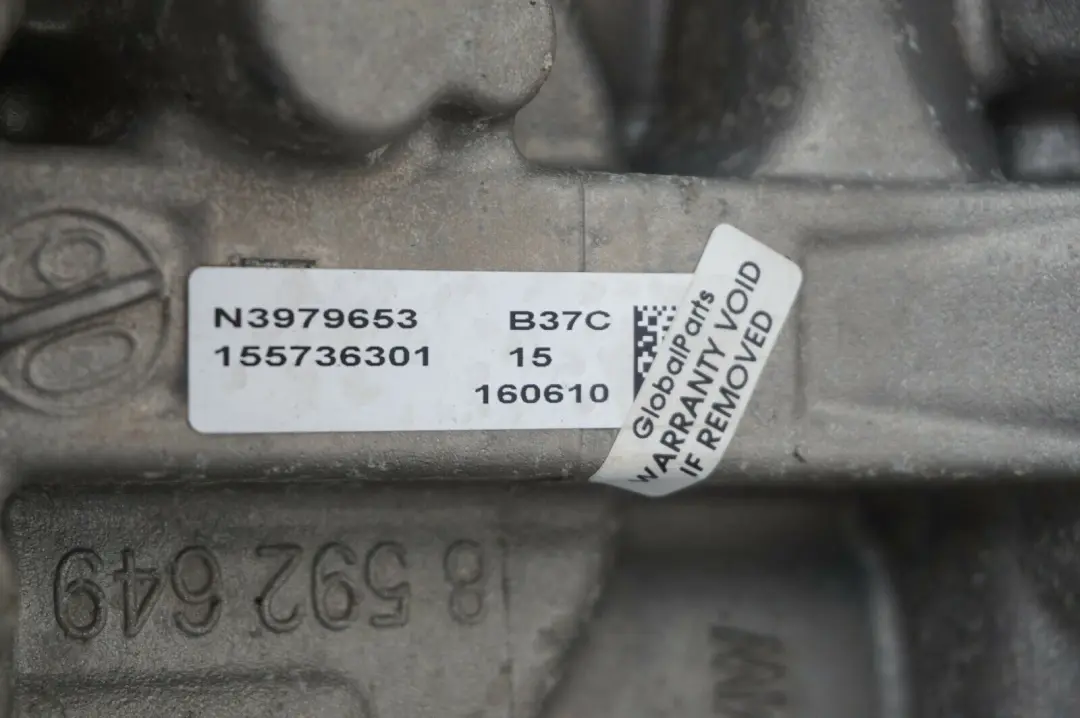 N3979653 B37C
155736301 15
160610
GlobalParts
WARRANTY VOID
IF REMOVED
8 592 649